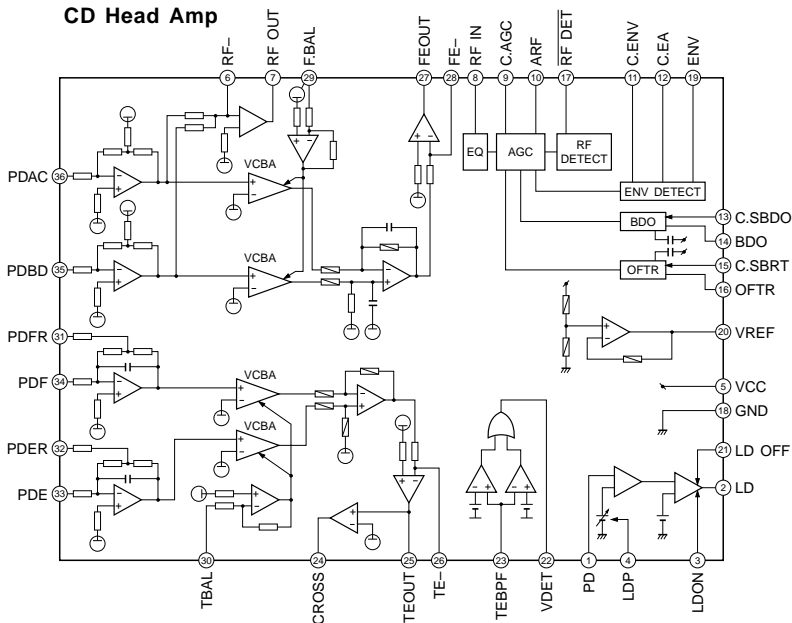 CD Head Amp
RF–
RF OUT
F.BAL
FEOUT
FE–
RF IN
C.AGC
ARF
RF DET
C.ENV
C.EA
ENV
6
7
29
27
28
8
9
10
17
11
12
19
EQ
AGC
RF
DETECT
ENV DETECT
PDAC 36
VCBA
BDO
13 C.SBDO
14 BDO
PDBD 35
VCBA
OFTR
15 C.SBRT
16 OFTR
PDFR 31
20 VREF
PDF 34
VCBA
5 VCC
18 GND
PDER 32
VCBA
21 LD OFF
PDE 33
2 LD
30
24
25
26
23
22
1
4
3
TBAL
CROSS
TEOUT
TE–
TEBPF
VDET
PD
LDP
LDON